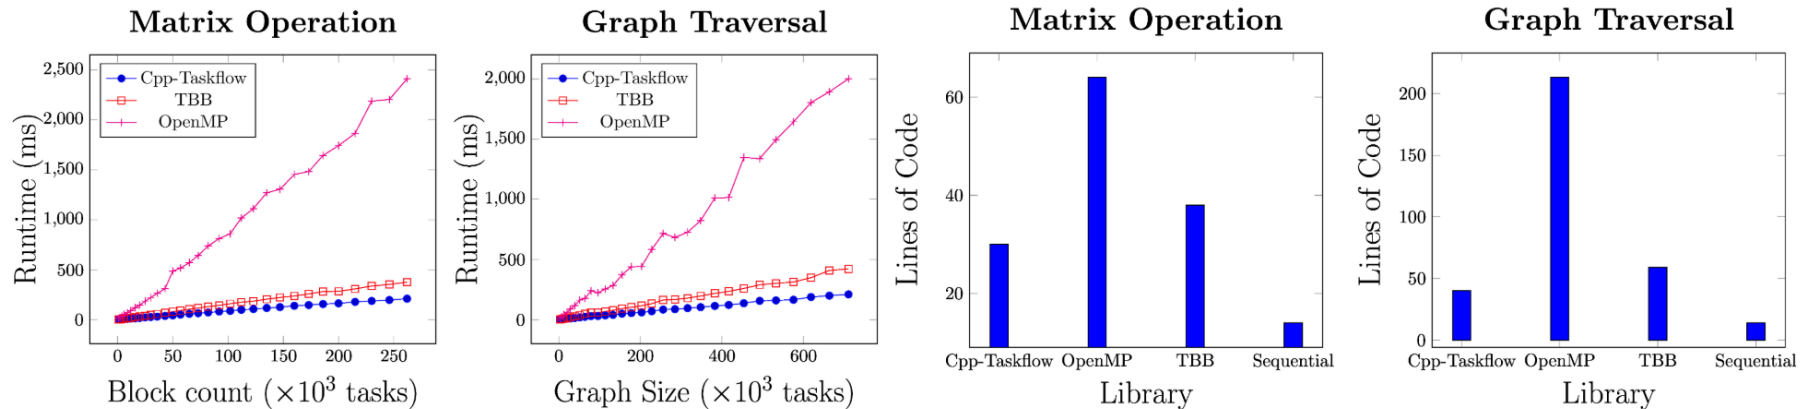 Matrix Operation
2,500
2,000
1,500
1,000
500
0
Cpp-Taskflow
TBB
OpenMP
Runtime (ms)
0 50 100 150 200 250
Block count (×10³ tasks)
Graph Traversal
2,000
1,500
1,000
500
0
Cpp-Taskflow
TBB
OpenMP
Runtime (ms)
0 200 400 600
Graph Size (×10³ tasks)
Matrix Operation
60
40
20
Lines of Code
Cpp-Taskflow OpenMP TBB Sequential
Library
Graph Traversal
200
150
100
50
0
Lines of Code
Cpp-Taskflow OpenMP TBB Sequential
Library